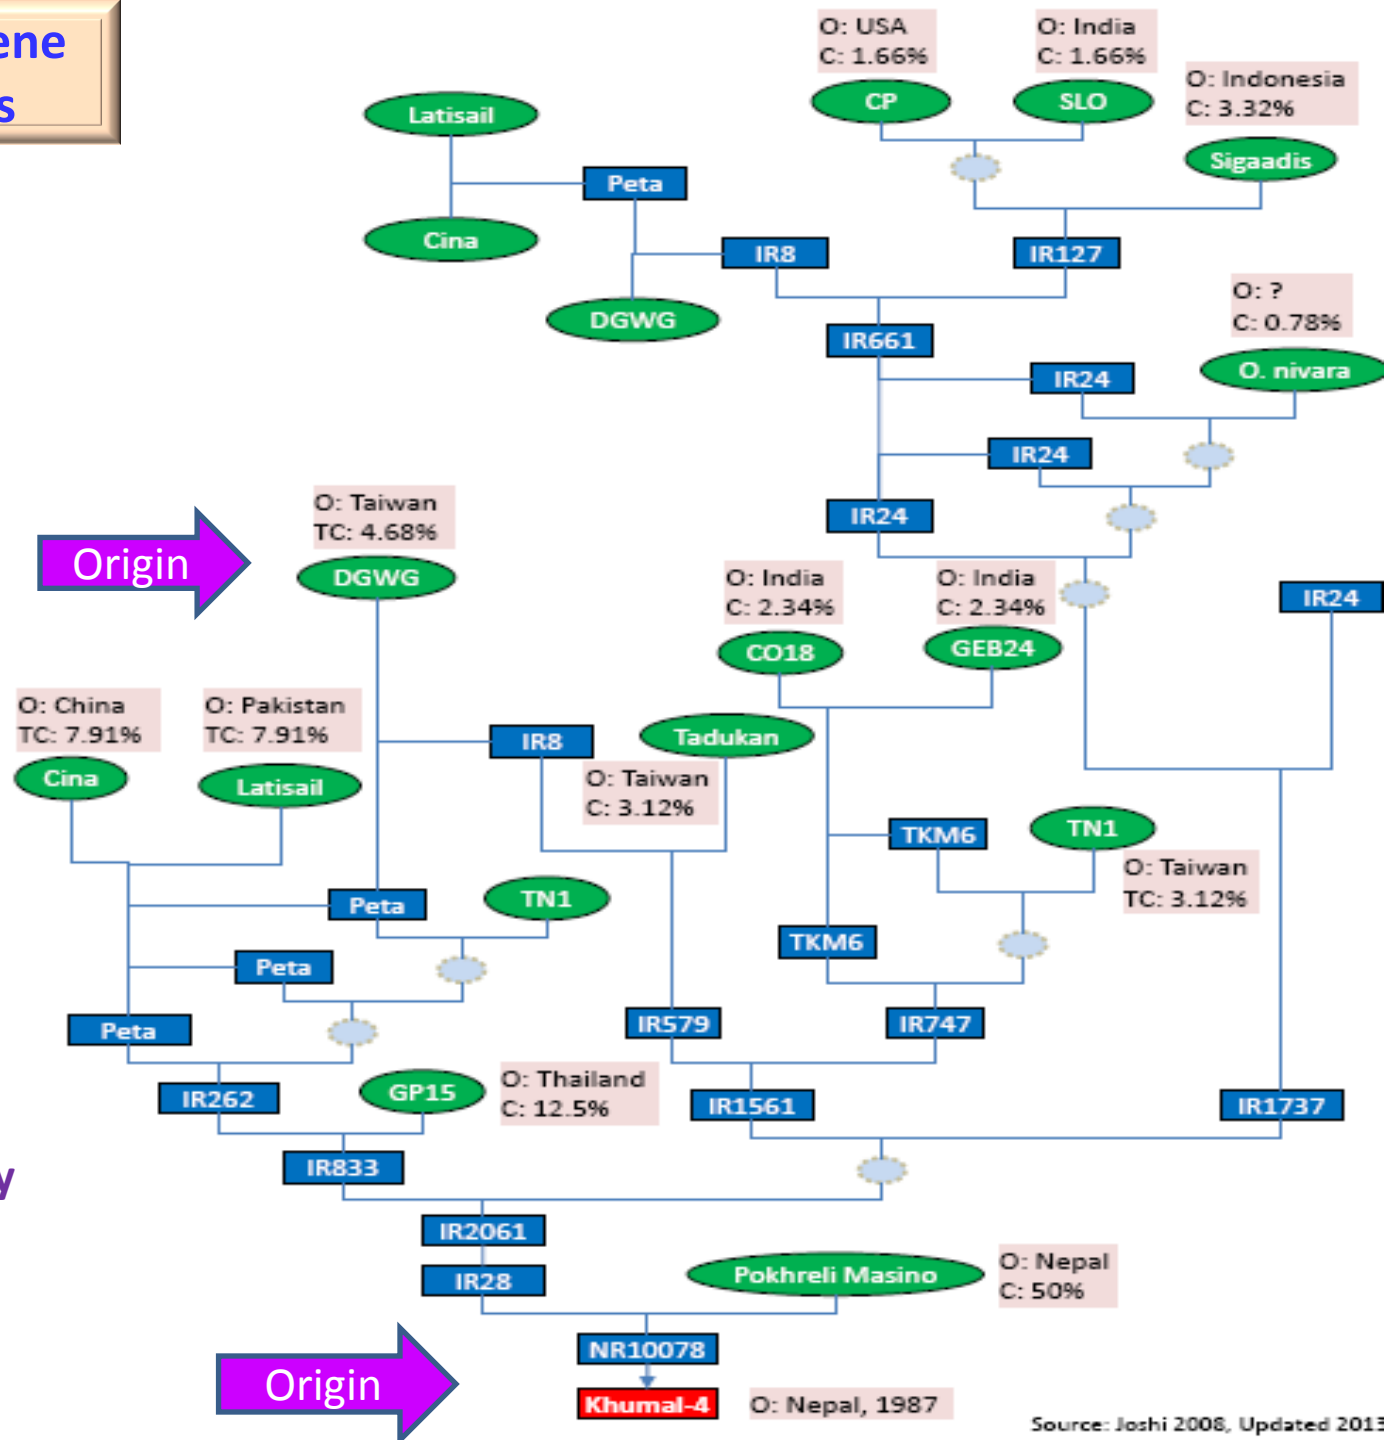 ene
s
O: USA
C: 1.66%
O: India
C: 1.66%
O: Indonesia
C: 3.32%
Latisail
CP
SLO
Sigaadis
Peta
Cina
IR8
IR127
O: ?
C: 0.78%
DGWG
IR661
IR24
O. nivara
IR24
O: Taiwan
TC: 4.68%
IR24
Origin
DGWG
O: India
C: 2.34%
O: India
C: 2.34%
IR24
CO18
GEB24
O: China
TC: 7.91%
O: Pakistan
TC: 7.91%
IR8
Tadukan
Cina
Latisail
O: Taiwan
C: 3.12%
TKM6
TN1
O: Taiwan
TC: 3.12%
Peta
TN1
TKM6
Peta
Peta
IR579
IR747
IR262
GP15
O: Thailand
C: 12.5%
IR1561
IR1737
IR833
y
IR2061
IR28
Pokhreli Masino
O: Nepal
C: 50%
NR10078
Origin
Khumal-4
O: Nepal, 1987
Source: Joshi 2008, Updated 2013